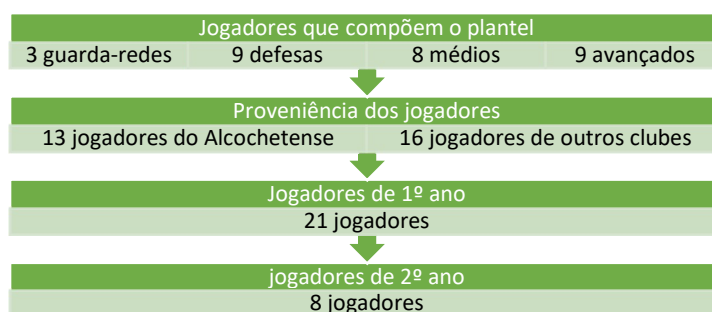 Jogadores que compõem o plantel
3 guarda-redes 9 defesas 8 médios 9 avançados
Proveniência dos jogadores
13 jogadores do Alcochetense 16 jogadores de outros clubes
Jogadores de 1º ano
21 jogadores
jogadores de 2º ano
8 jogadores